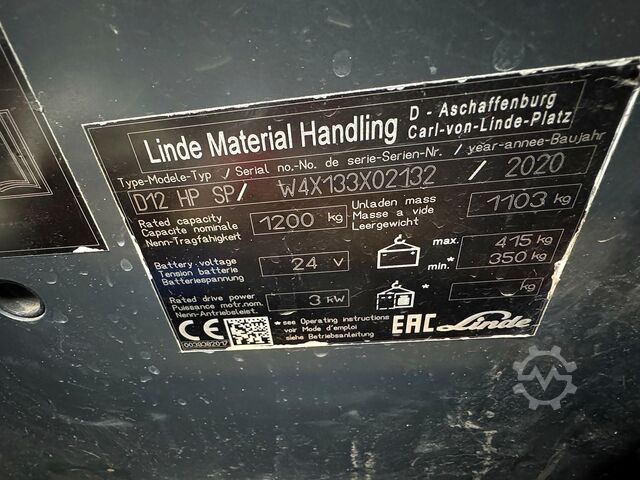 Linde Material Handling
D - Aschaffenburg
Carl-von-Linde-Platz
Type-Modele-Typ / Serial no.-No. de serie-Serien-Nr. / year-annee-Baujahr
D12 HP SP / W4X133X02132 / 2020
Rated capacity
Capacite nominale
Nenn-Tragfähigkeit
1200 kg
Unladen mass
Masse a vide
Leergewicht
1103 kg
Battery voltage
Tension batterie
Batteriespannung
24 V
max. 415 kg
min.* 350 kg
Rated drive power
Puissance motr.nom.
Nenn-Antriebsleist.
3 kW
* kg
CE
* see Operating instructions
voir Mode d'emploi
siehe Betriebsanleitung
EAC Linde